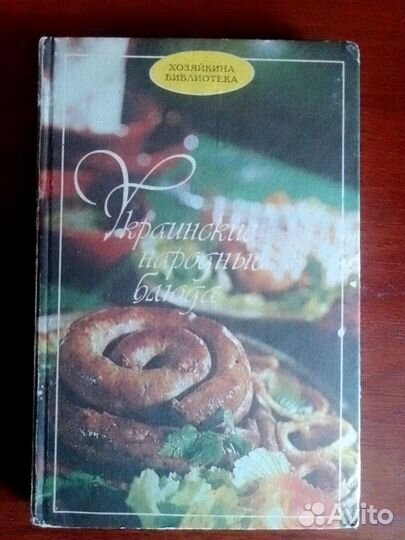 ХОЗЯЙКИНА
БИБЛИОТЕКА
Украинские
народные
блюда
Avito